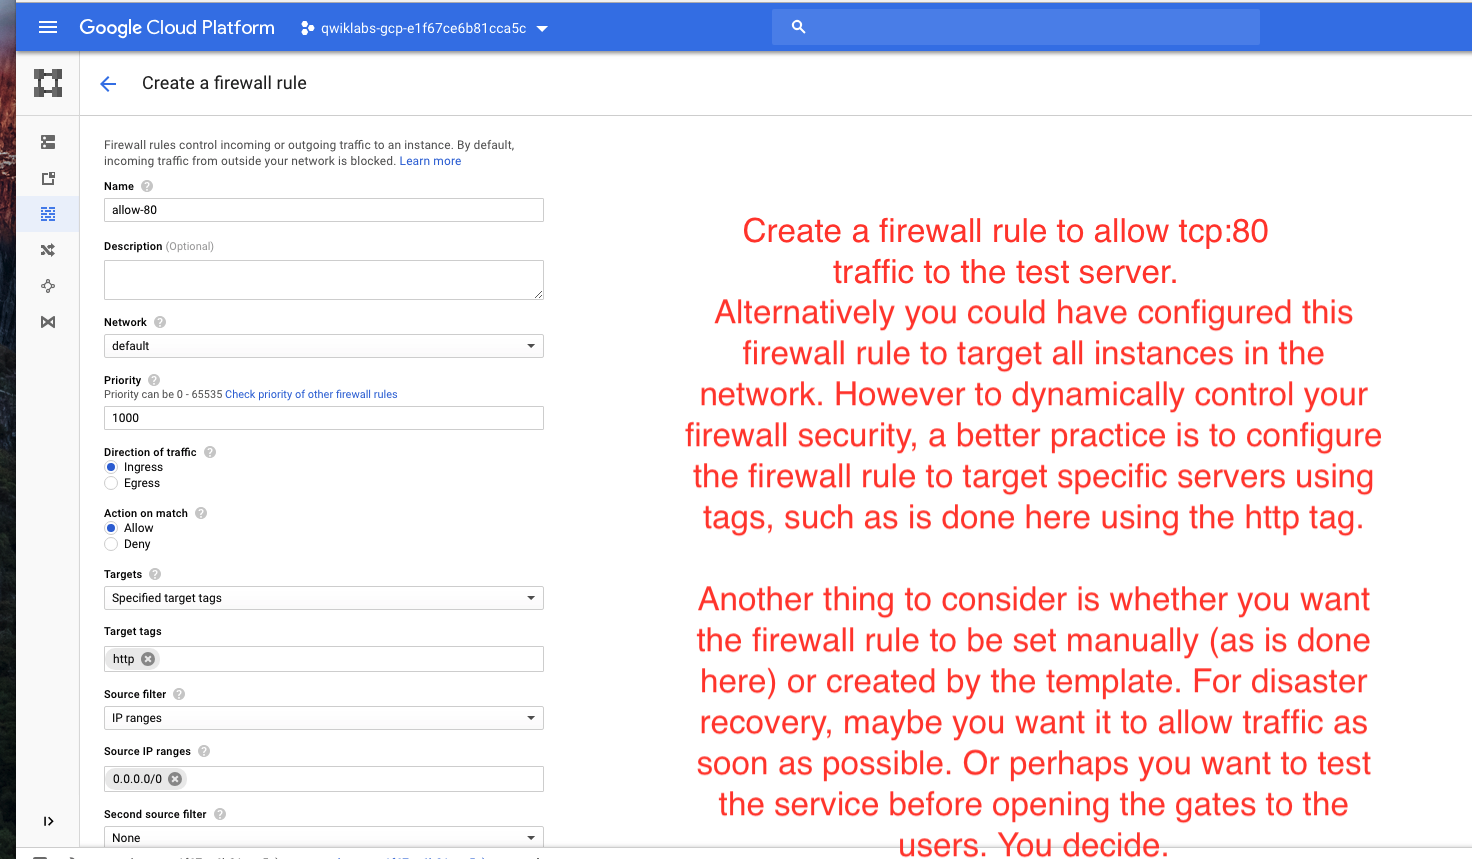 Google Cloud Platform
qwiklabs-gcp-e1f67ce6b81cca5c
Create a firewall rule
Firewall rules control incoming or outgoing traffic to an instance. By default,
incoming traffic from outside your network is blocked. Learn more
Name
allow-80
Description (Optional)
Network
default
Priority
Priority can be 0 - 65535 Check priority of other firewall rules
1000
Direction of traffic
Ingress
Egress
Action on match
Allow
Deny
Targets
Specified target tags
Target tags
http
Source filter
IP ranges
Source IP ranges
0.0.0.0/0
Second source filter
None
Create a firewall rule to allow tcp:80
traffic to the test server.
Alternatively you could have configured this
firewall rule to target all instances in the
network. However to dynamically control your
firewall security, a better practice is to configure
the firewall rule to target specific servers using
tags, such as is done here using the http tag.
Another thing to consider is whether you want
the firewall rule to be set manually (as is done
here) or created by the template. For disaster
recovery, maybe you want it to allow traffic as
soon as possible. Or perhaps you want to test
the service before opening the gates to the
users. You decide.